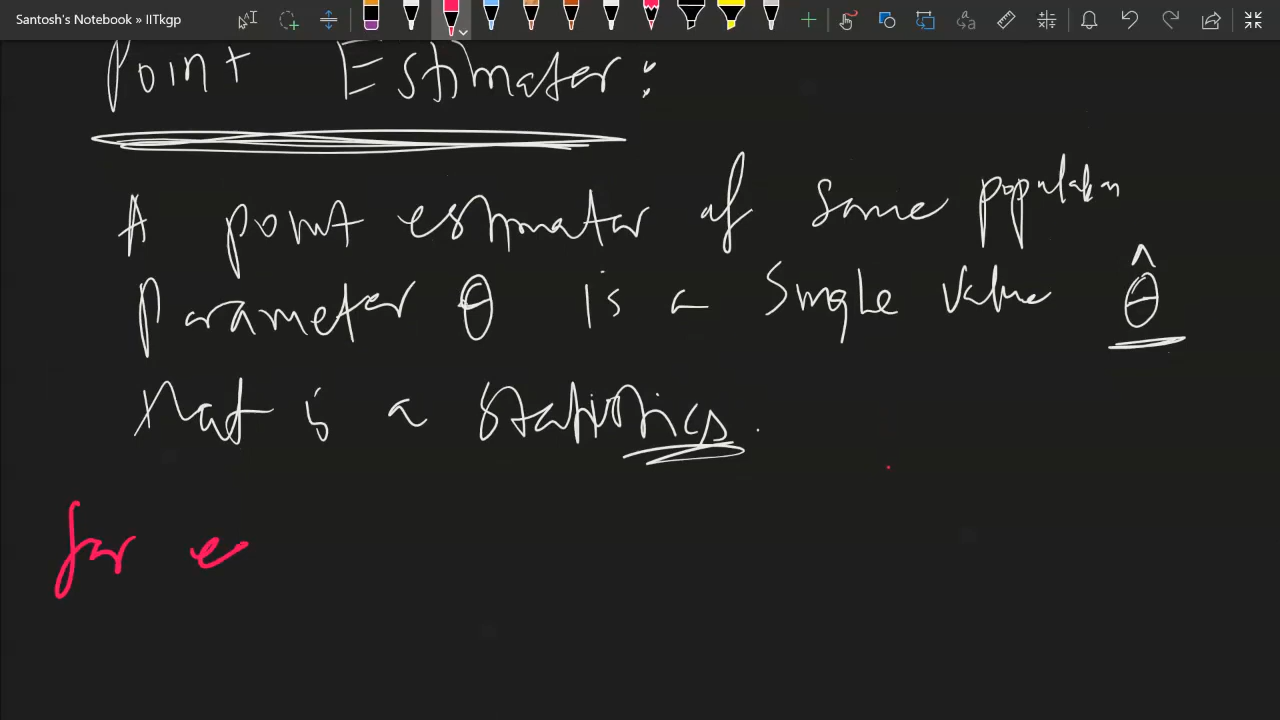 Santosh's Notebook » IITkgp
Point Estimator:
A point estimator of some population
parameter θ is a single value θ̂
that is a statistics.
for e